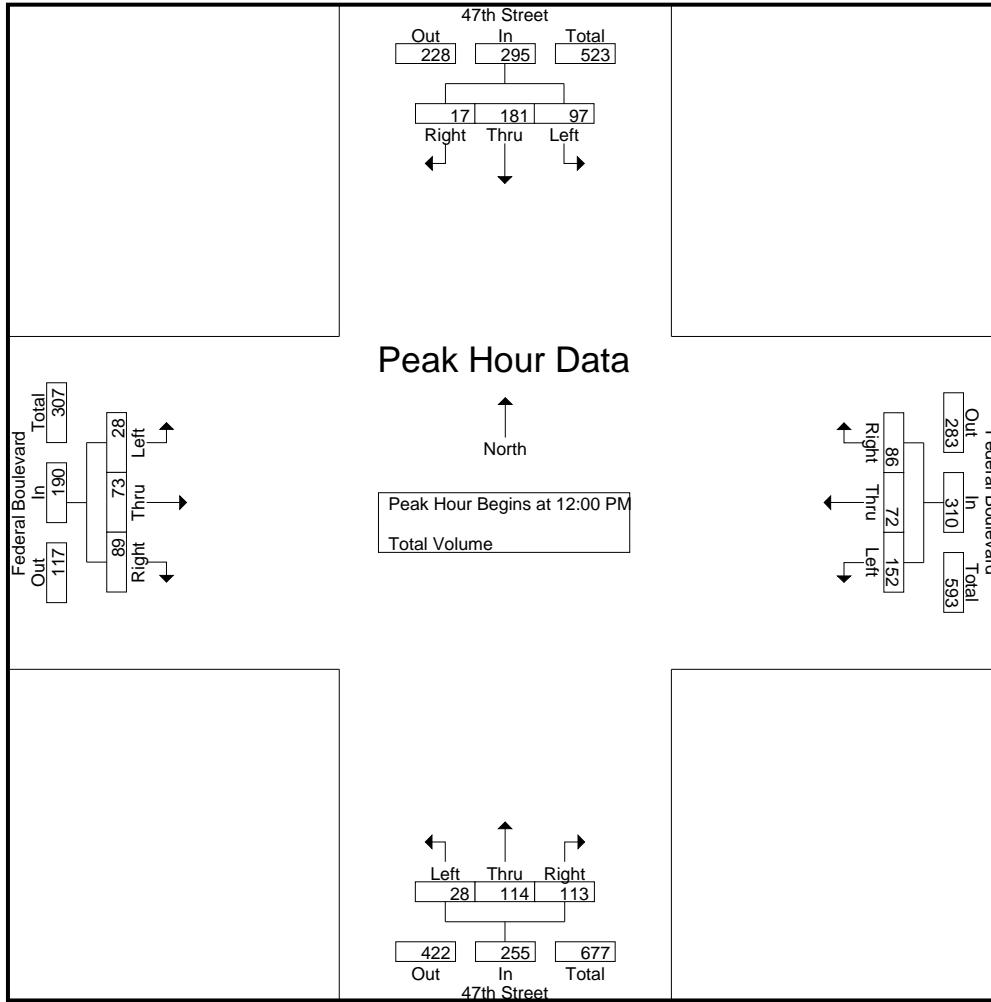 47th Street
Out In Total
228 295 523
17 181 97
Right Thru Left
Peak Hour Data
North
Peak Hour Begins at 12:00 PM
Total Volume
Federal Boulevard
Out In Total
117 190 307
89 73 28
Right Thru Left
Federal Boulevard
Out In Total
283 310 593
86 72 152
Right Thru Left
Left Thru Right
28 114 113
422 255 677
Out In Total
47th Street